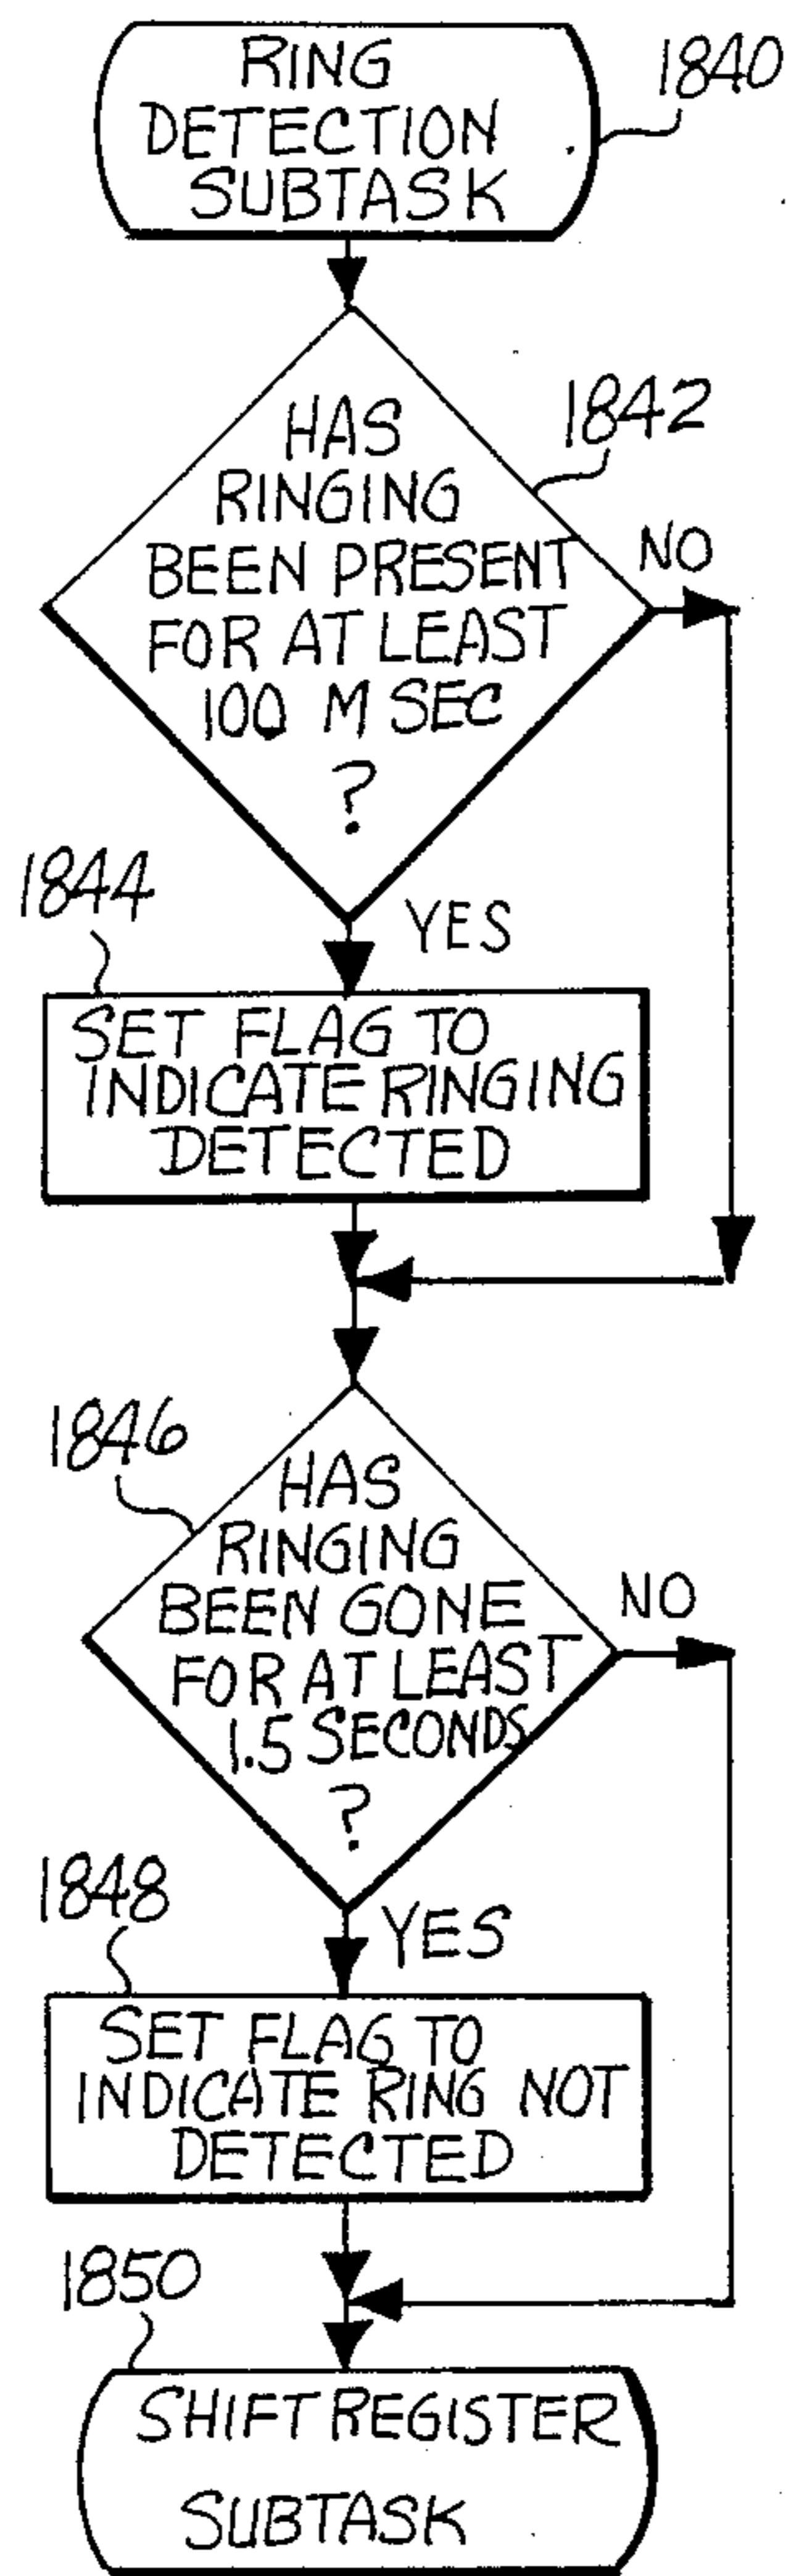 RING
DETECTION
SUBTASK
1840
HAS
RINGING
BEEN PRESENT
FOR AT LEAST
100 M SEC
?
1842
NO
YES
1844
SET FLAG TO
INDICATE RINGING
DETECTED
1846
HAS
RINGING
BEEN GONE
FOR AT LEAST
1.5 SECONDS
?
NO
YES
1848
SET FLAG TO
INDICATE RING NOT
DETECTED
1850
SHIFT REGISTER
SUBTASK